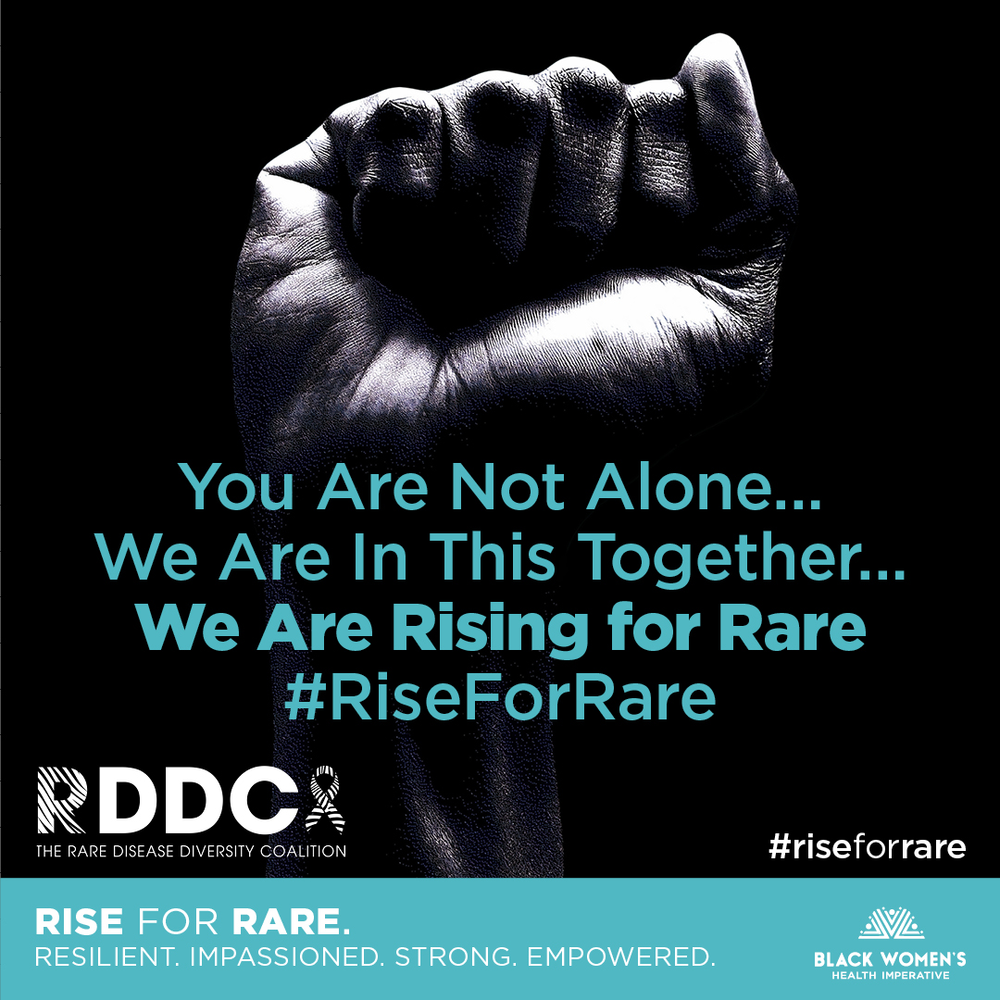 You Are Not Alone...
We Are In This Together...
We Are Rising for Rare
#RiseForRare
RDDC
THE RARE DISEASE DIVERSITY COALITION
#riseforrare
RISE FOR RARE.
RESILIENT. IMPASSIONED. STRONG. EMPOWERED.
BLACK WOMEN'S
HEALTH IMPERATIVE